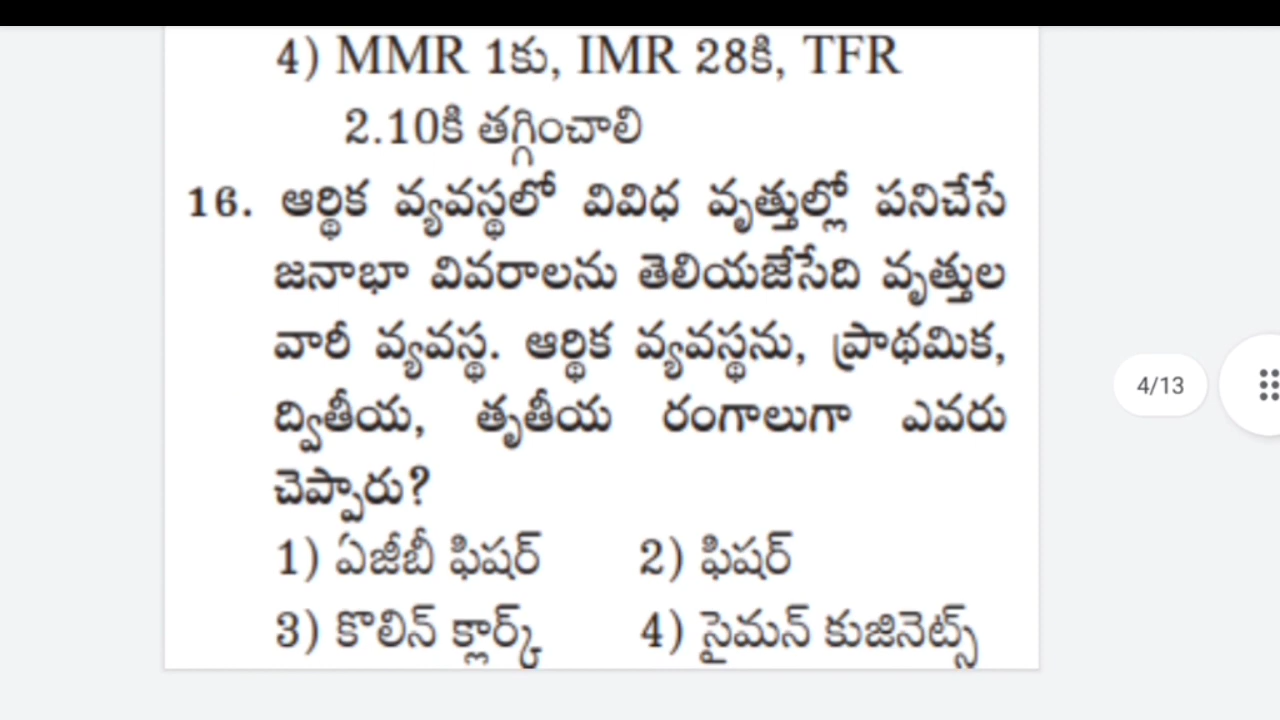 4) MMR 1కు, IMR 28కి, TFR
2.10కి తగ్గించాలి
16. ఆర్థిక వ్యవస్థలో వివిధ వృత్తుల్లో పనిచేసే
జనాభా వివరాలను తెలియజేసేది వృత్తుల
వారీ వ్యవస్థ. ఆర్థిక వ్యవస్థను, ప్రాథమిక,
ద్వితీయ, తృతీయ రంగాలుగా ఎవరు
చెప్పారు?
1) ఏజీబీ ఫిషర్ 2) ఫిషర్
3) కొలిన్ క్లార్క్ 4) సైమన్ కుజినెట్స్
4/13